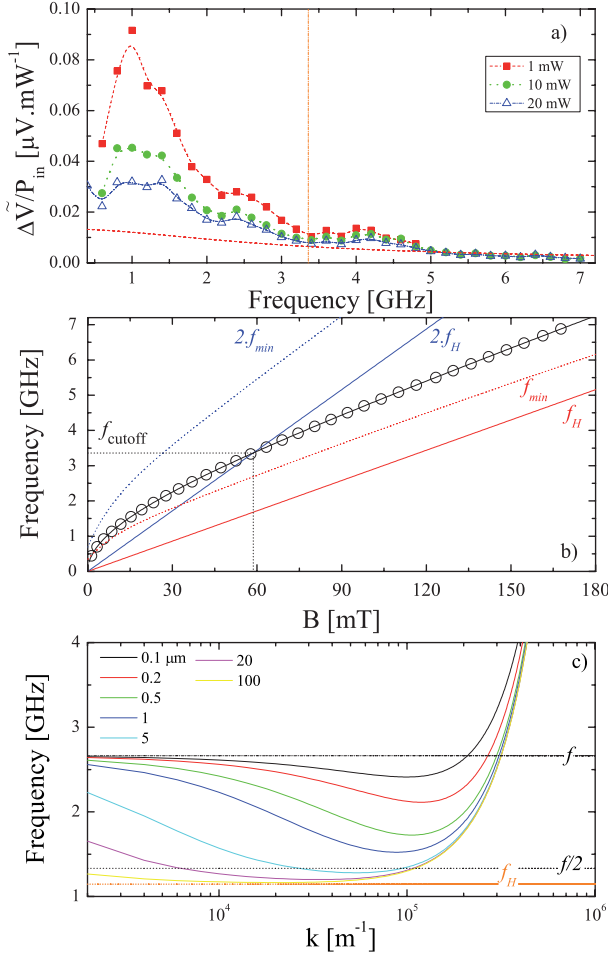 0.10
0.08
0.06
0.04
0.02
0.00
ΔṼ/P_in [µV.mW⁻¹]
a)
1 mW
10 mW
20 mW
1 2 3 4 5 6 7
Frequency [GHz]
7
6
5
4
3
2
1
0
Frequency [GHz]
2.f_min
2.f_H
f_cutoff
f_min
f_H
b)
0 30 60 90 120 150 180
B [mT]
4
3
2
1
Frequency [GHz]
0.1 µm
0.2
0.5
1
5
20
100
c)
f
f/2
f_H
10⁴ 10⁵ 10⁶
k [m⁻¹]